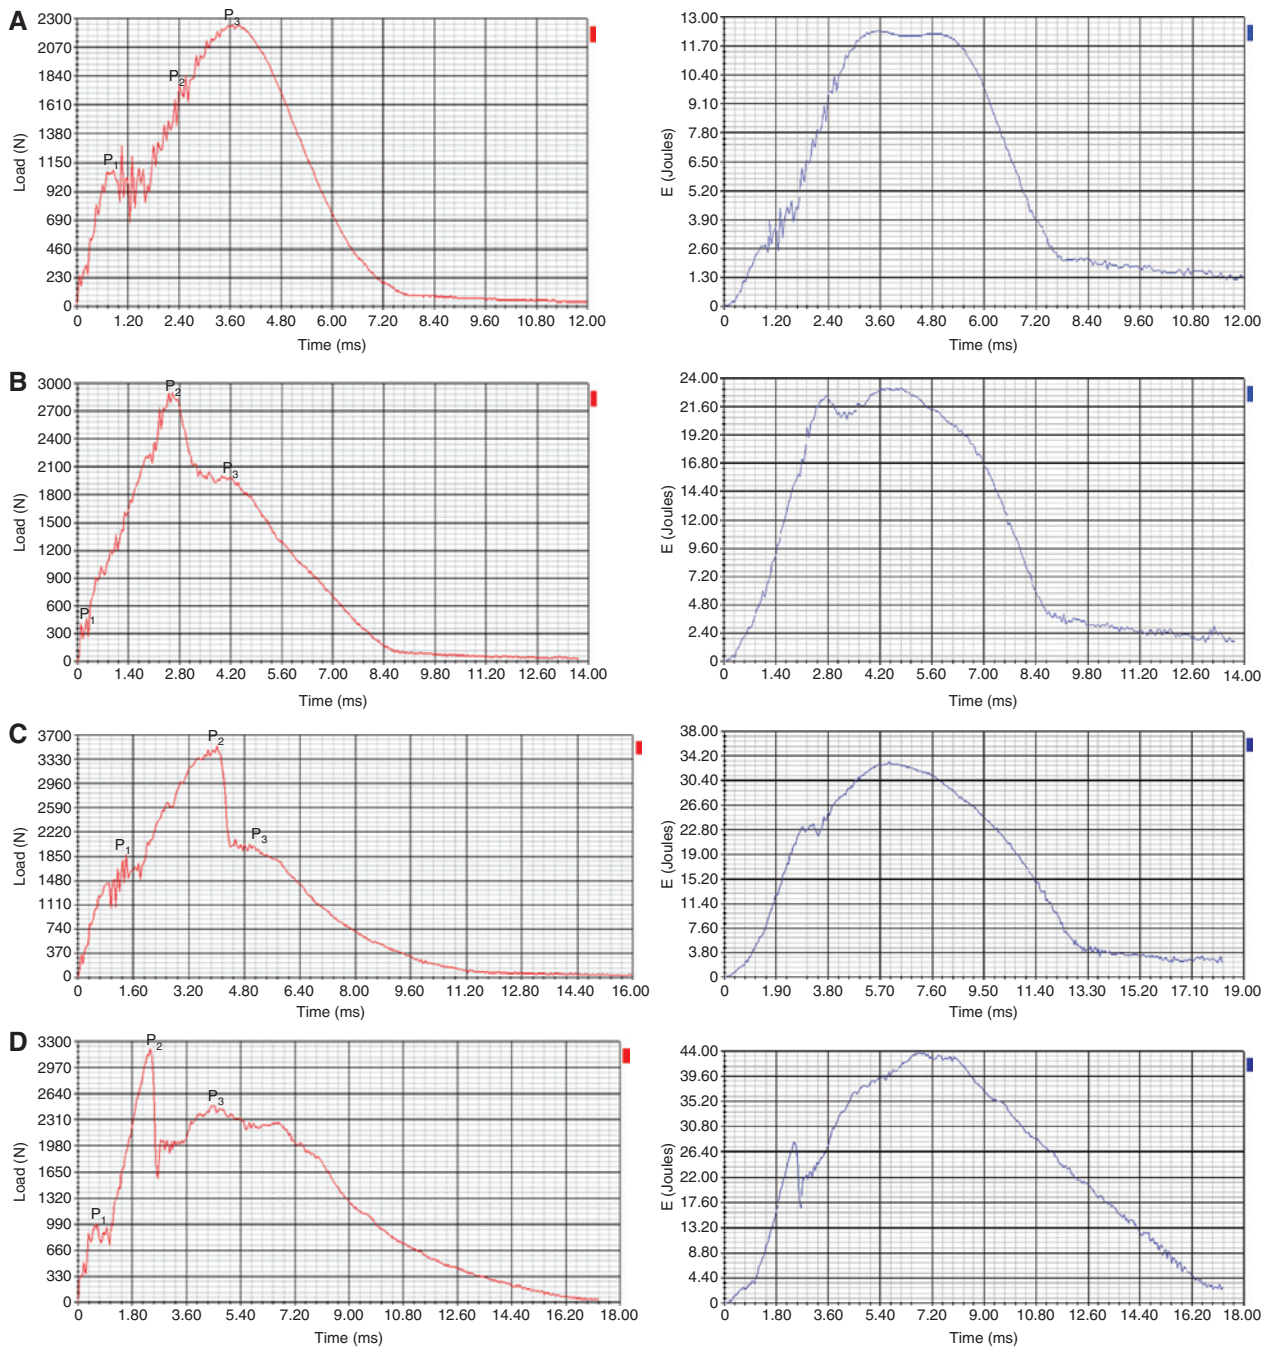 A
P1
P2
P3
2300
2070
1840
1610
1380
1150
920
690
460
230
0
Load (N)
0 1.20 2.40 3.60 4.80 6.00 7.20 8.40 9.60 10.80 12.00
Time (ms)
13.00
11.70
10.40
9.10
7.80
6.50
5.20
3.90
2.60
1.30
0
E (Joules)
0 1.20 2.40 3.60 4.80 6.00 7.20 8.40 9.60 10.80 12.00
Time (ms)
B
P1
P2
P3
3000
2700
2400
2100
1800
1500
1200
900
600
300
0
Load (N)
0 1.40 2.80 4.20 5.60 7.00 8.40 9.80 11.20 12.60 14.00
Time (ms)
24.00
21.60
19.20
16.80
14.40
12.00
9.60
7.20
4.80
2.40
0
E (Joules)
0 1.40 2.80 4.20 5.60 7.00 8.40 9.80 11.20 12.60 14.00
Time (ms)
C
P1
P2
P3
3700
3330
2960
2590
2220
1850
1480
1110
740
370
0
Load (N)
0 1.60 3.20 4.80 6.40 8.00 9.60 11.20 12.80 14.40 16.00
Time (ms)
38.00
34.20
30.40
26.60
22.80
19.00
15.20
11.40
7.60
3.80
0
E (Joules)
0 1.90 3.80 5.70 7.60 9.50 11.40 13.30 15.20 17.10 19.00
Time (ms)
D
P1
P2
P3
3300
2970
2640
2310
1980
1650
1320
990
660
330
0
Load (N)
0 1.80 3.60 5.40 7.20 9.00 10.80 12.60 14.40 16.20 18.00
Time (ms)
44.00
39.60
35.20
30.80
26.40
22.00
17.60
13.20
8.80
4.40
0
E (Joules)
0 1.80 3.60 5.40 7.20 9.00 10.80 12.60 14.40 16.20 18.00
Time (ms)